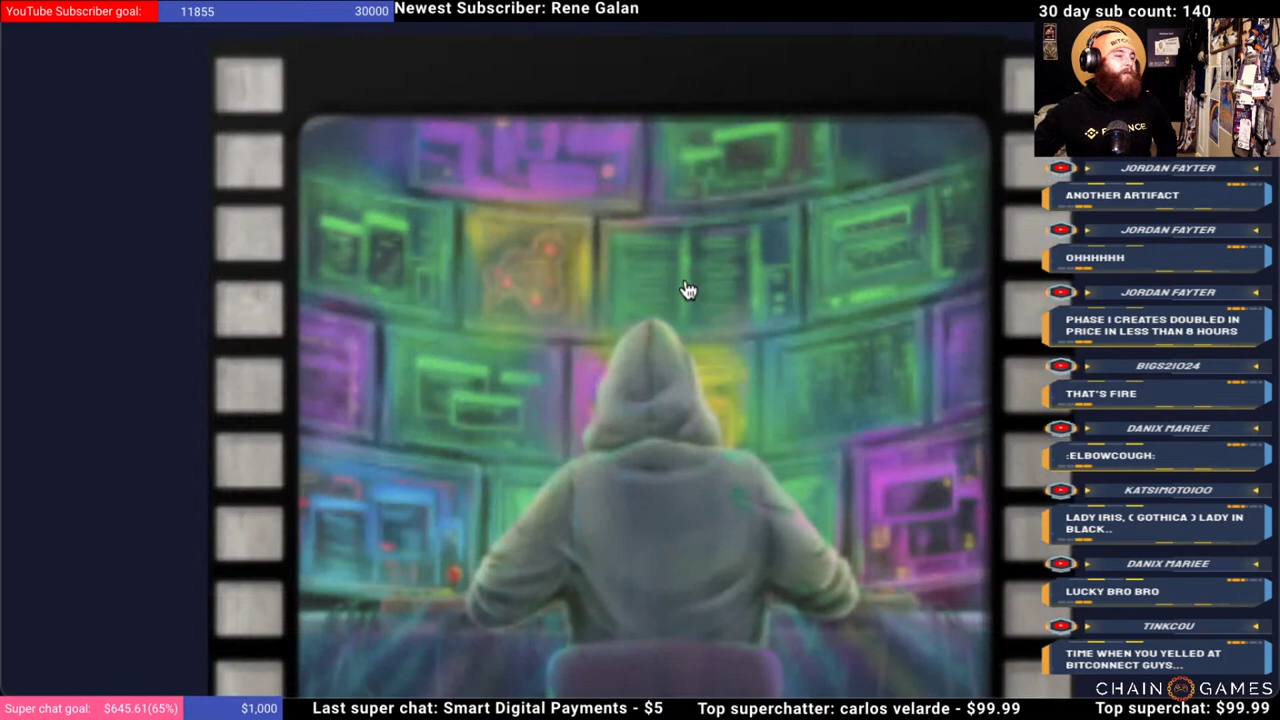 YouTube Subscriber goal:
11855
30000
Newest Subscriber: Rene Galan
30 day sub count: 140
JORDAN FAYTER
ANOTHER ARTIFACT
JORDAN FAYTER
OHHHHHH
JORDAN FAYTER
PHASE 1 CREATES DOUBLED IN
PRICE IN LESS THAN 8 HOURS
BIGS21024
THAT'S FIRE
DANIX MARIEE
:ELBOWCOUGH:
KATSIMOTO100
LADY IRIS, ( GOTHICA ) LADY IN
BLACK..
DANIX MARIEE
LUCKY BRO BRO
TINKCOU
TIME WHEN YOU YELLED AT
BITCONNECT GUYS...
CHAIN GAMES
Super chat goal: $645.61(65%)
$1,000
Last super chat: Smart Digital Payments - $5
Top superchatter: carlos velarde - $99.99
Top superchat: $99.99